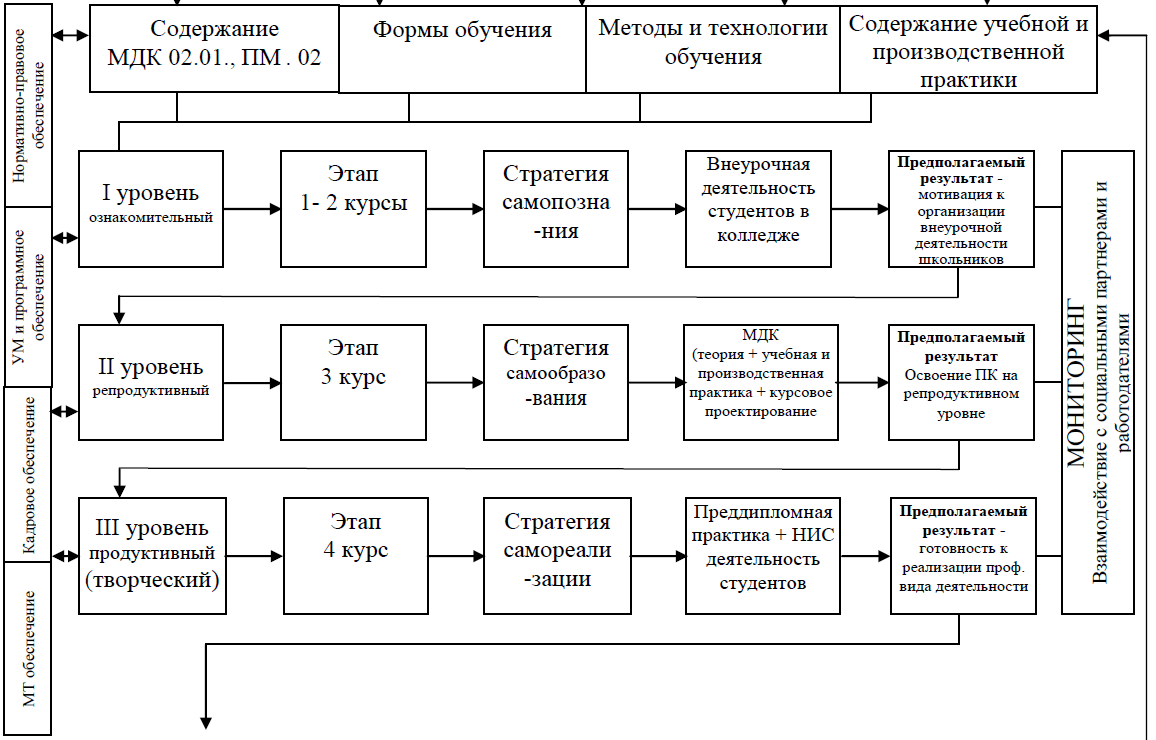 Содержание
МДК 02.01., ПМ . 02
Формы обучения
Методы и технологии
обучения
Содержание учебной и
производственной
практики
Нормативно-правовое
обеспечение
УМ и программное
обеспечение
Кадровое обеспечение
МТ обеспечение
I уровень
ознакомительный
Этап
1- 2 курсы
Стратегия
самопозна
-ния
Внеурочная
деятельность
студентов в
колледже
Предполагаемый
результат -
мотивация к
организации
внеурочной
деятельности
школьников
II уровень
репродуктивный
Этап
3 курс
Стратегия
самообразо
-вания
МДК
(теория + учебная и
производственная
практика + курсовое
проектирование
Предполагаемый
результат
Освоение ПК на
репродуктивном
уровне
III уровень
продуктивный
(творческий)
Этап
4 курс
Стратегия
самореали
-зации
Преддипломная
практика + НИС
деятельность
студентов
Предполагаемый
результат -
готовность к
реализации проф.
вида деятельности
МОНИТОРИНГ
Взаимодействие с социальными партнерами и
работодателями